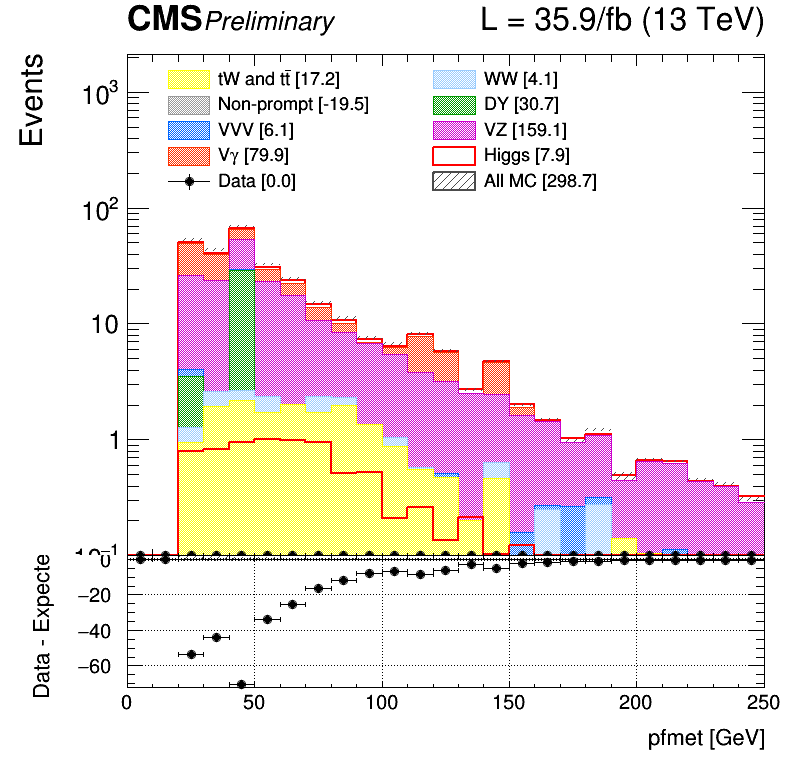 CMS Preliminary L = 35.9/fb (13 TeV)
Events
tW and tt̄ [17.2] WW [4.1]
Non-prompt [-19.5] DY [30.7]
VVV [6.1] VZ [159.1]
Vγ [79.9] Higgs [7.9]
Data [0.0] All MC [298.7]
10³
10²
10
1
Data - Expecte
0
−20
−40
−60
0 50 100 150 200 250
pfmet [GeV]